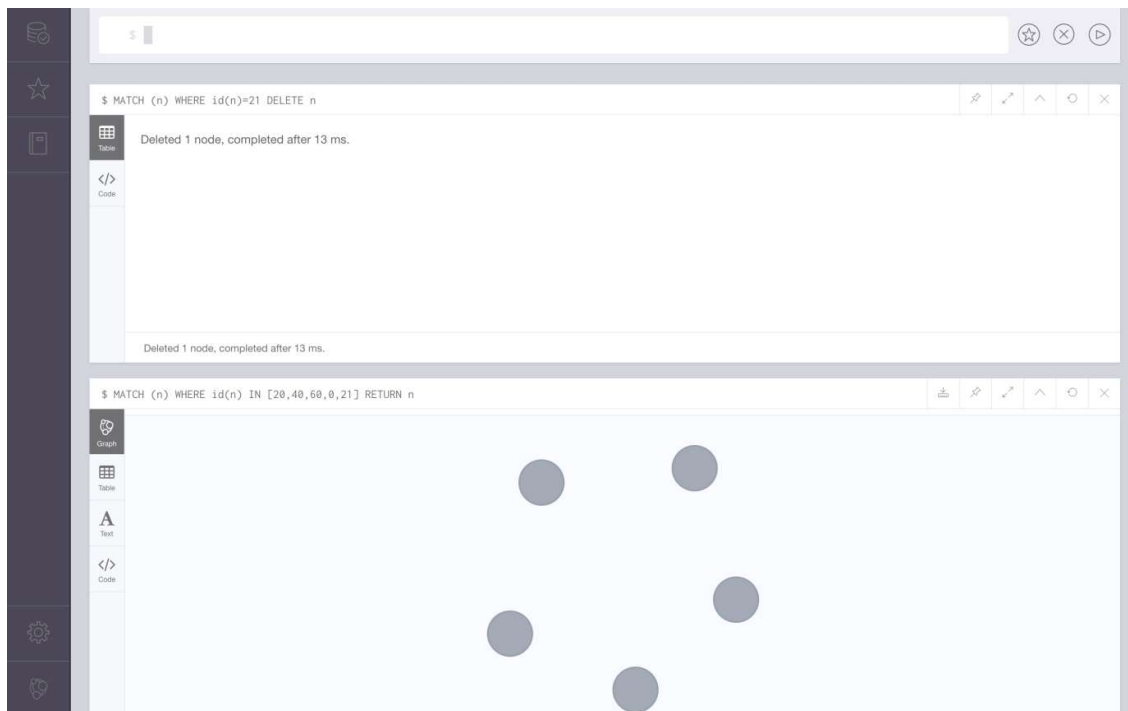 $
$ MATCH (n) WHERE id(n)=21 DELETE n
Table
Deleted 1 node, completed after 13 ms.
</>
Code
Deleted 1 node, completed after 13 ms.
$ MATCH (n) WHERE id(n) IN [20,40,60,0,21] RETURN n
Graph
Table
A
Text
</>
Code